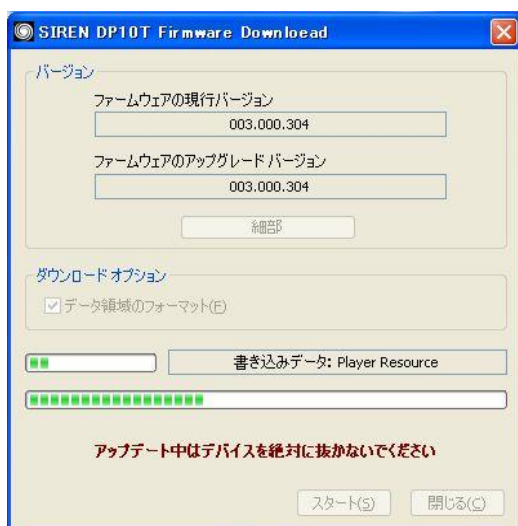 SIREN DP10T Firmware Downloead
バージョン
ファームウェアの現行バージョン
003.000.304
ファームウェアのアップグレード バージョン
003.000.304
細部
ダウンロード オプション
データ領域のフォーマット(F)
書き込みデータ: Player Resource
アップデート中はデバイスを絶対に抜かないでください
スタート(S)
閉じる(C)